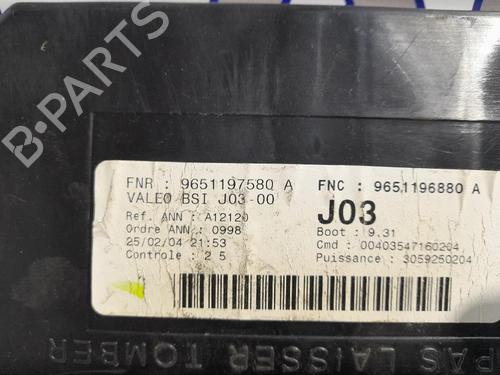 B-PARTS
FNR : 9651197580 A
FNC : 9651196880 A
VALEO BSI J03-00
J03
Ref. ANN : A12120
Ordre ANN : 0998
25/02/04 21:53
Controle : 2 5
Boot : 9.31
Cmd : 00403547160204
Puissance : 3059250204
PAS LAISSER TOMBER